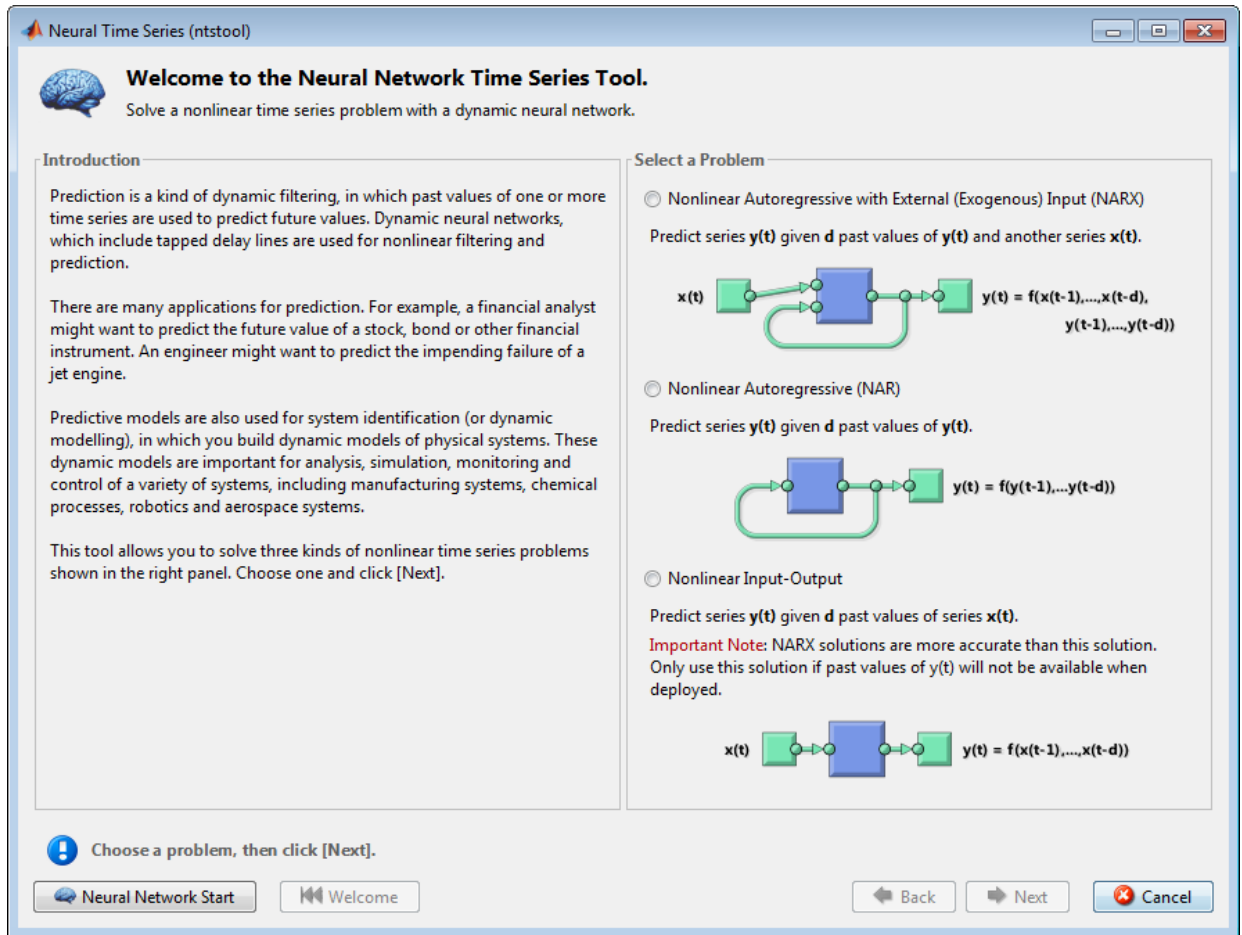 Neural Time Series (ntstool)
Welcome to the Neural Network Time Series Tool.
Solve a nonlinear time series problem with a dynamic neural network.
Introduction
Prediction is a kind of dynamic filtering, in which past values of one or more
time series are used to predict future values. Dynamic neural networks,
which include tapped delay lines are used for nonlinear filtering and
prediction.
There are many applications for prediction. For example, a financial analyst
might want to predict the future value of a stock, bond or other financial
instrument. An engineer might want to predict the impending failure of a
jet engine.
Predictive models are also used for system identification (or dynamic
modelling), in which you build dynamic models of physical systems. These
dynamic models are important for analysis, simulation, monitoring and
control of a variety of systems, including manufacturing systems, chemical
processes, robotics and aerospace systems.
This tool allows you to solve three kinds of nonlinear time series problems
shown in the right panel. Choose one and click [Next].
Select a Problem
Nonlinear Autoregressive with External (Exogenous) Input (NARX)
Predict series y(t) given d past values of y(t) and another series x(t).
x(t)
y(t) = f(x(t-1),...,x(t-d),
y(t-1),...,y(t-d))
Nonlinear Autoregressive (NAR)
Predict series y(t) given d past values of y(t).
y(t) = f(y(t-1),...y(t-d))
Nonlinear Input-Output
Predict series y(t) given d past values of series x(t).
Important Note: NARX solutions are more accurate than this solution.
Only use this solution if past values of y(t) will not be available when
deployed.
x(t)
y(t) = f(x(t-1),...,x(t-d))
Choose a problem, then click [Next].
Neural Network Start
Welcome
Back
Next
Cancel